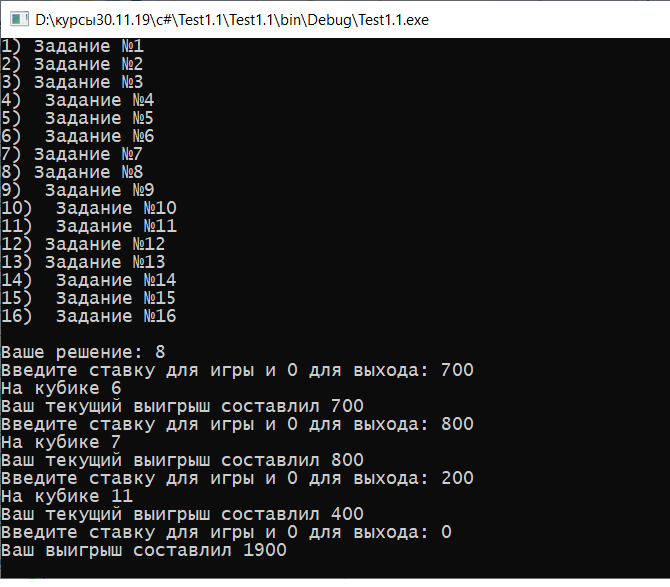 D:\курсы30.11.19\c#\Test1.1\Test1.1\bin\Debug\Test1.1.exe
1) Задание №1
2) Задание №2
3) Задание №3
4)  Задание №4
5)  Задание №5
6)  Задание №6
7) Задание №7
8) Задание №8
9)  Задание №9
10)  Задание №10
11)  Задание №11
12) Задание №12
13) Задание №13
14)  Задание №14
15)  Задание №15
16)  Задание №16
Ваше решение: 8
Введите ставку для игры и 0 для выхода: 700
На кубике 6
Ваш текущий выигрыш составлил 700
Введите ставку для игры и 0 для выхода: 800
На кубике 7
Ваш текущий выигрыш составлил 800
Введите ставку для игры и 0 для выхода: 200
На кубике 11
Ваш текущий выигрыш составлил 400
Введите ставку для игры и 0 для выхода: 0
Ваш выигрыш составлил 1900